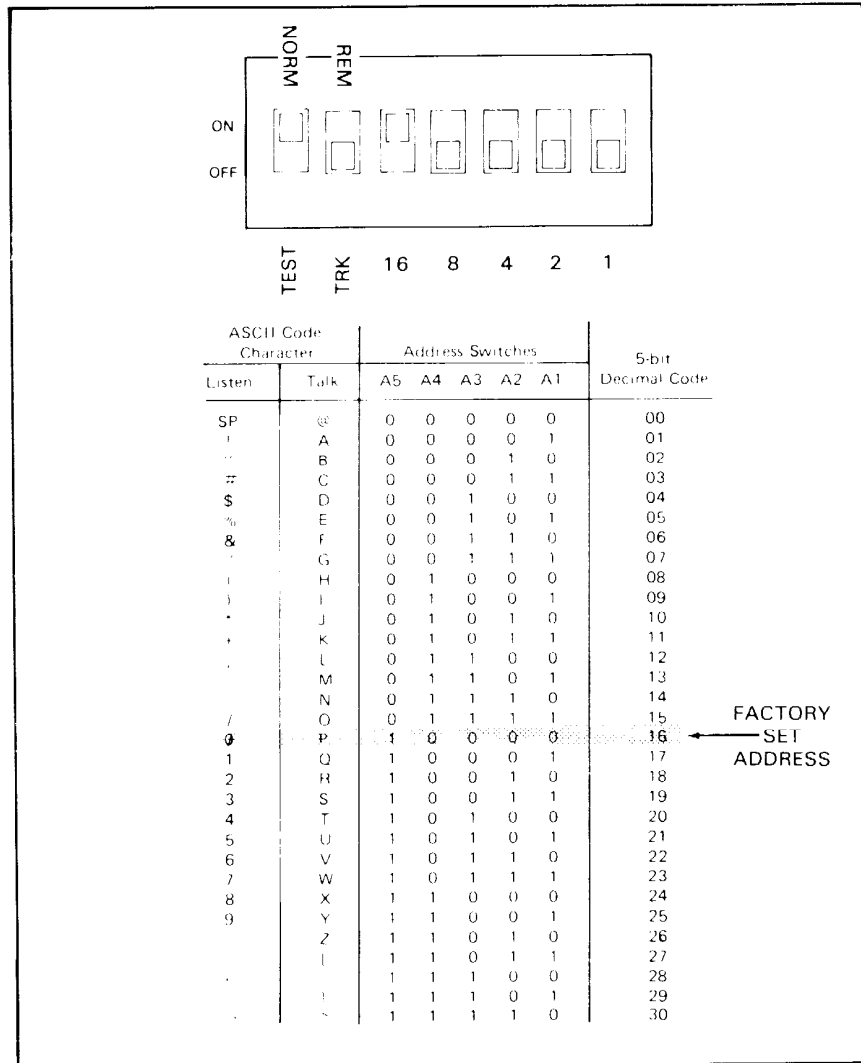 NORM
REM
ON
OFF
TEST
TRK
16 8 4 2 1
ASCII Code Character
Address Switches
5-bit Decimal Code
Listen Talk A5 A4 A3 A2 A1
SP @ 0 0 0 0 0 00
! A 0 0 0 0 1 01
" B 0 0 0 1 0 02
# C 0 0 0 1 1 03
$ D 0 0 1 0 0 04
% E 0 0 1 0 1 05
& F 0 0 1 1 0 06
G 0 0 1 1 1 07
H 0 1 0 0 0 08
) I 0 1 0 0 1 09
* J 0 1 0 1 0 10
+ K 0 1 0 1 1 11
, L 0 1 1 0 0 12
M 0 1 1 0 1 13
N 0 1 1 1 0 14
/ O 0 1 1 1 1 15
0 P 1 0 0 0 0 16
FACTORY SET ADDRESS
1 Q 1 0 0 0 1 17
2 R 1 0 0 1 0 18
3 S 1 0 0 1 1 19
4 T 1 0 1 0 0 20
5 U 1 0 1 0 1 21
6 V 1 0 1 1 0 22
7 W 1 0 1 1 1 23
8 X 1 1 0 0 0 24
9 Y 1 1 0 0 1 25
Z 1 1 0 1 0 26
[ 1 1 0 1 1 27
1 1 1 0 0 28
1 1 1 0 1 29
1 1 1 1 0 30